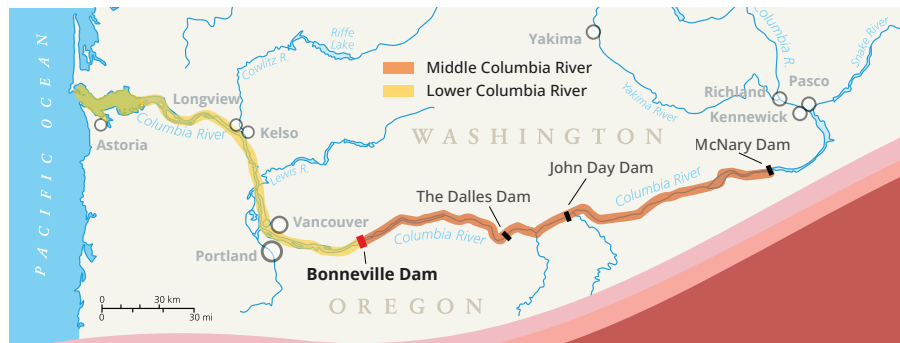 PACIFIC OCEAN
Riffe
Lake
Cowlitz R.
Yakima
Columbia R.
Snake River
Middle Columbia River
Lower Columbia River
Longview
Columbia River
Kelso
Astoria
Yakima River
Richland
Pasco
Kennewick
WASHINGTON
McNary Dam
John Day Dam
Lewis R.
The Dalles Dam
Columbia River
Vancouver
Columbia River
Portland
Bonneville Dam
OREGON
0 30 km
0 30 mi